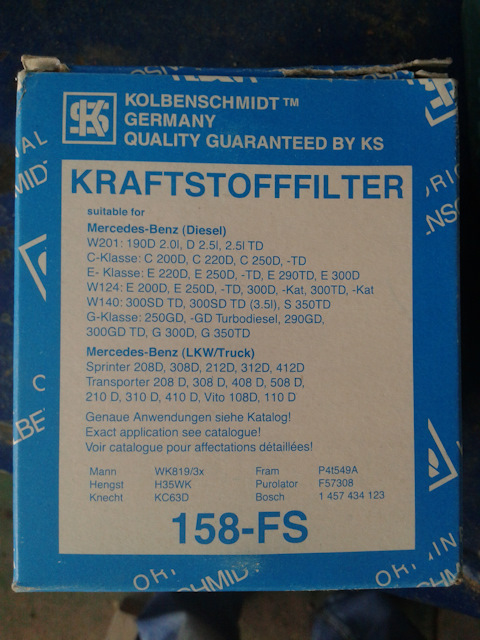 KS
KOLBENSCHMIDT™
GERMANY
QUALITY GUARANTEED BY KS
KRAFTSTOFFFILTER
suitable for
Mercedes-Benz (Diesel)
W201: 190D 2.0l, D 2.5l, 2.5l TD
C-Klasse: C 200D, C 220D, C 250D, -TD
E- Klasse: E 220D, E 250D, -TD, E 290TD, E 300D
W124: E 200D, E 250D, -TD, 300D, -Kat, 300TD, -Kat
W140: 300SD TD, 300SD TD (3.5l), S 350TD
G-Klasse: 250GD, -GD Turbodiesel, 290GD,
300GD TD, G 300D, G 350TD
Mercedes-Benz (LKW/Truck)
Sprinter 208D, 308D, 212D, 312D, 412D
Transporter 208 D, 308 D, 408 D, 508 D,
210 D, 310 D, 410 D, Vito 108D, 110 D
Genaue Anwendungen siehe Katalog!
Exact application see catalogue!
Voir catalogue pour affectations détaillées!
Mann WK819/3x Fram P4t549A
Hengst H35WK Purolator F57308
Knecht KC63D Bosch 1 457 434 123
158-FS